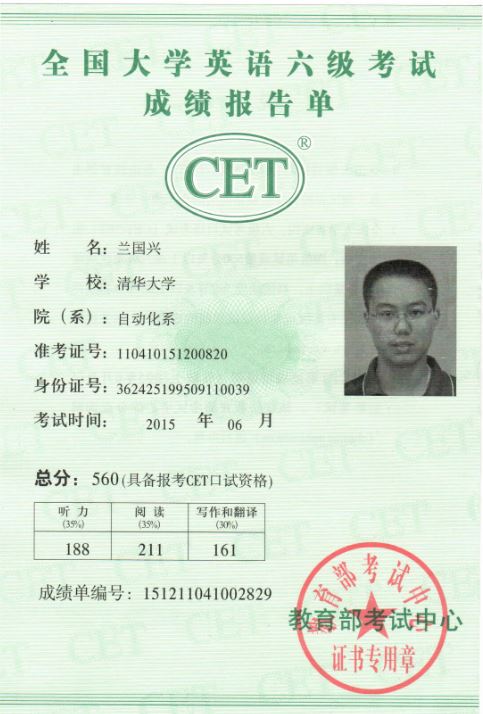 全国大学英语六级考试
成绩报告单
CET®
姓 名：兰国兴
学 校：清华大学
院（系）：自动化系
准考证号：110410151200820
身份证号：362425199509110039
考试时间： 2015 年 06 月
总分：560(具备报考CET口试资格)
听 力 阅 读 写作和翻译
(35%) (35%) (30%)
188 211 161
成绩单编号：151211041002829
教育部考试中心
教育部考试中心
证书专用章